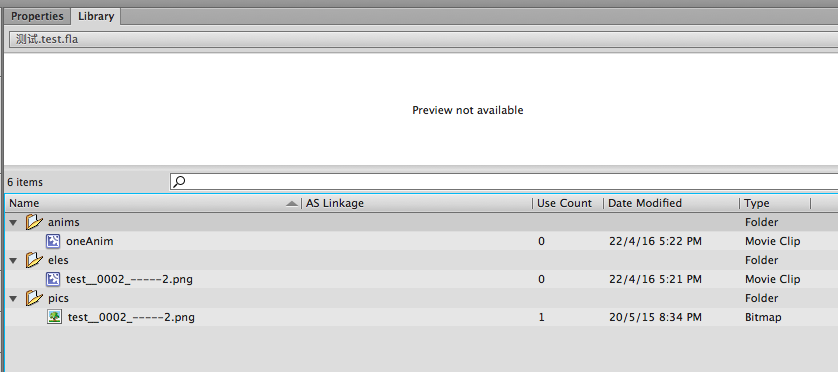 Properties Library
测试.test.fla
Preview not available
6 items
Name AS Linkage Use Count Date Modified Type
anims Folder
oneAnim 0 22/4/16 5:22 PM Movie Clip
eles Folder
test__0002_-----2.png 0 22/4/16 5:21 PM Movie Clip
pics Folder
test__0002_-----2.png 1 20/5/15 8:34 PM Bitmap